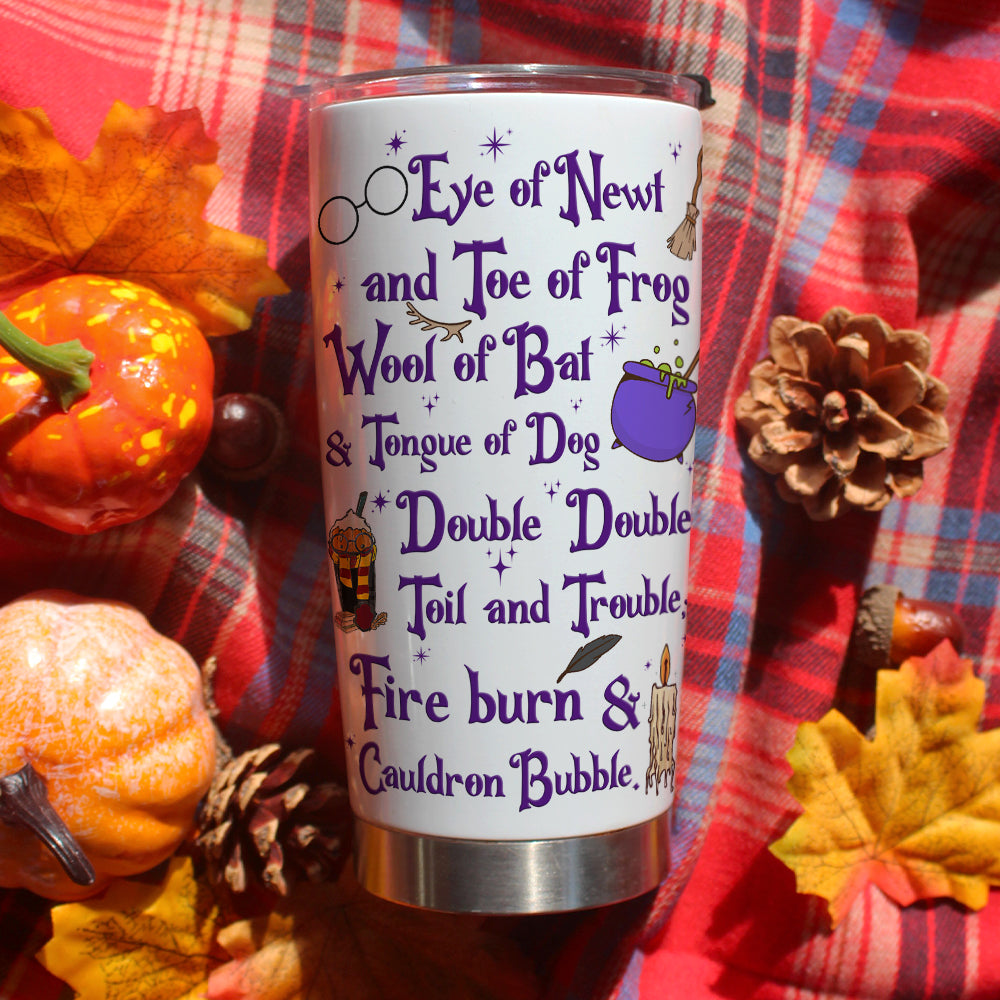 Eye of Newt
and Toe of Frog
Wool of Bat
& Tongue of Dog
Double Double
Toil and Trouble;
Fire burn &
Cauldron Bubble.